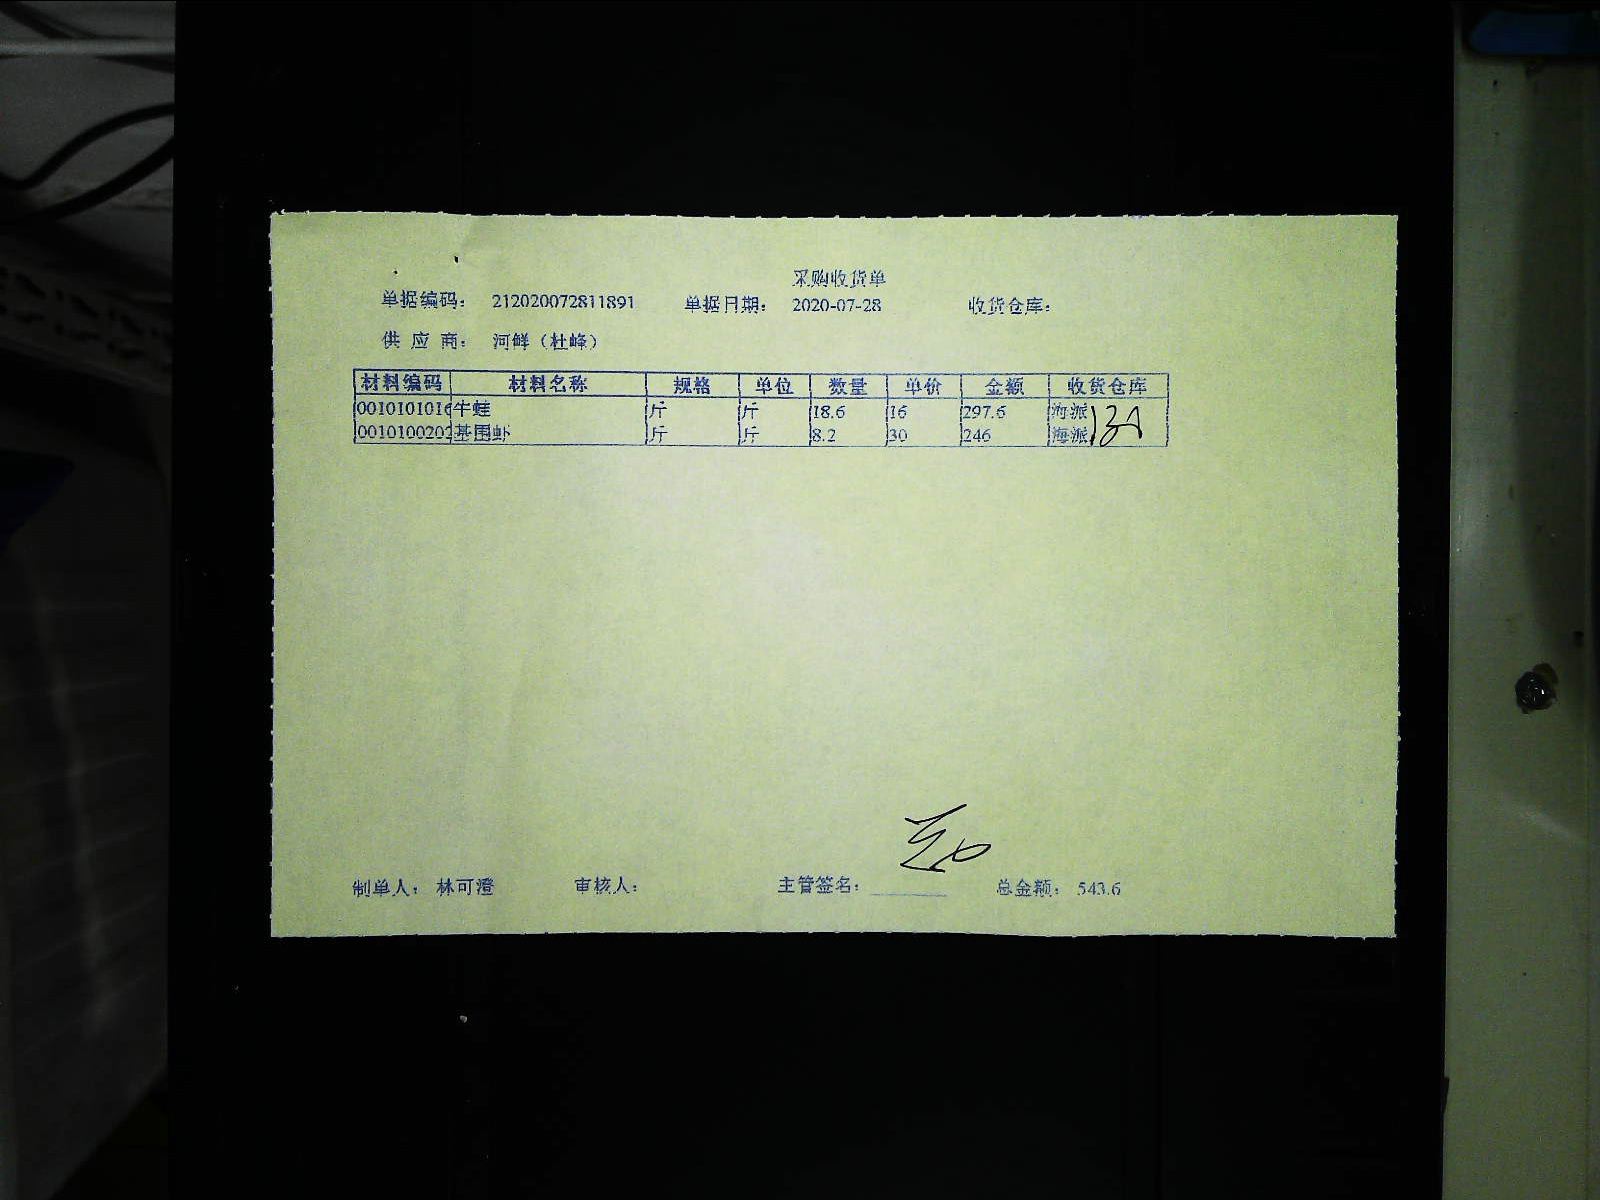 采购收货单
单据编码： 212020072811891 单据日期： 2020-07-28 收货仓库：
供 应 商： 河鲜（杜峰）
材料编码 材料名称 规格 单位 数量 单价 金额 收货仓库
0010101016 牛蛙 斤 斤 18.6 16 297.6 海派
0010100202 基围虾 斤 斤 8.2 30 246 海派
制单人： 林可澄 审核人： 主管签名： 总金额： 543.6